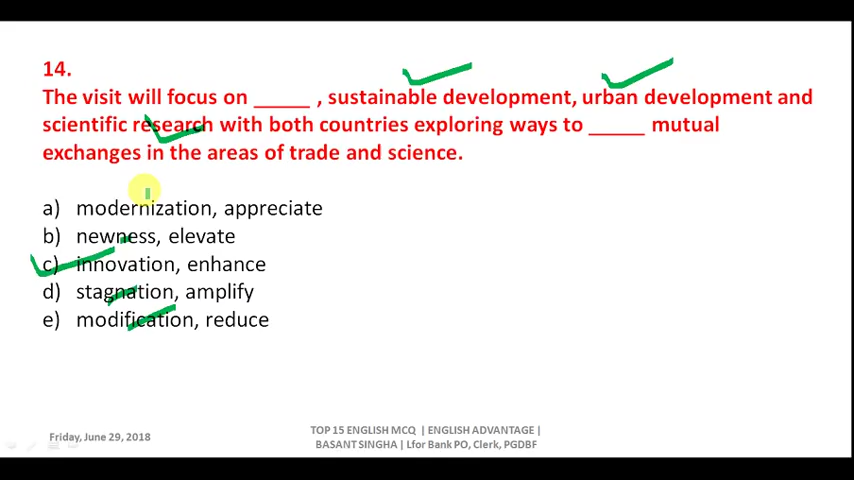 14.
The visit will focus on _____ , sustainable development, urban development and
scientific research with both countries exploring ways to _____ mutual
exchanges in the areas of trade and science.
a) modernization, appreciate
b) newness, elevate
c) innovation, enhance
d) stagnation, amplify
e) modification, reduce
Friday, June 29, 2018
TOP 15 ENGLISH MCQ | ENGLISH ADVANTAGE |
BASANT SINGHA | Lfor Bank PO, Clerk, PGDBF